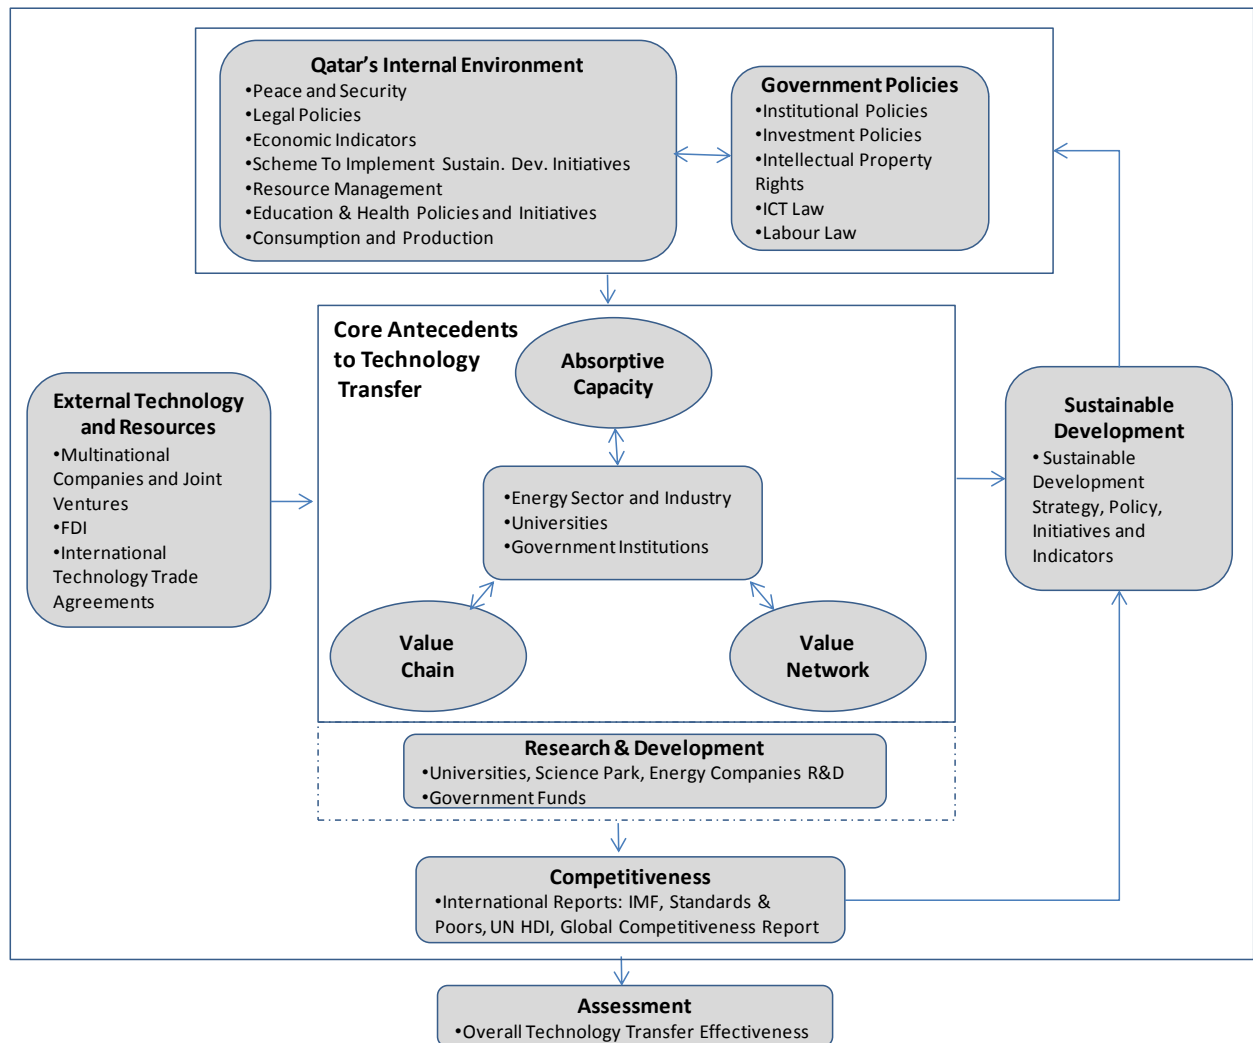 Qatar's Internal Environment
•Peace and Security
•Legal Policies
•Economic Indicators
•Scheme To Implement Sustain. Dev. Initiatives
•Resource Management
•Education & Health Policies and Initiatives
•Consumption and Production
Government Policies
•Institutional Policies
•Investment Policies
•Intellectual Property
Rights
•ICT Law
•Labour Law
Core Antecedents
to Technology
Transfer
Absorptive
Capacity
External Technology
and Resources
•Multinational
Companies and Joint
Ventures
•FDI
•International
Technology Trade
Agreements
•Energy Sector and Industry
•Universities
•Government Institutions
Value
Chain
Value
Network
Sustainable
Development
• Sustainable
Development
Strategy, Policy,
Initiatives and
Indicators
Research & Development
•Universities, Science Park, Energy Companies R&D
•Government Funds
Competitiveness
•International Reports: IMF, Standards &
Poors, UN HDI, Global Competitiveness Report
Assessment
•Overall Technology Transfer Effectiveness